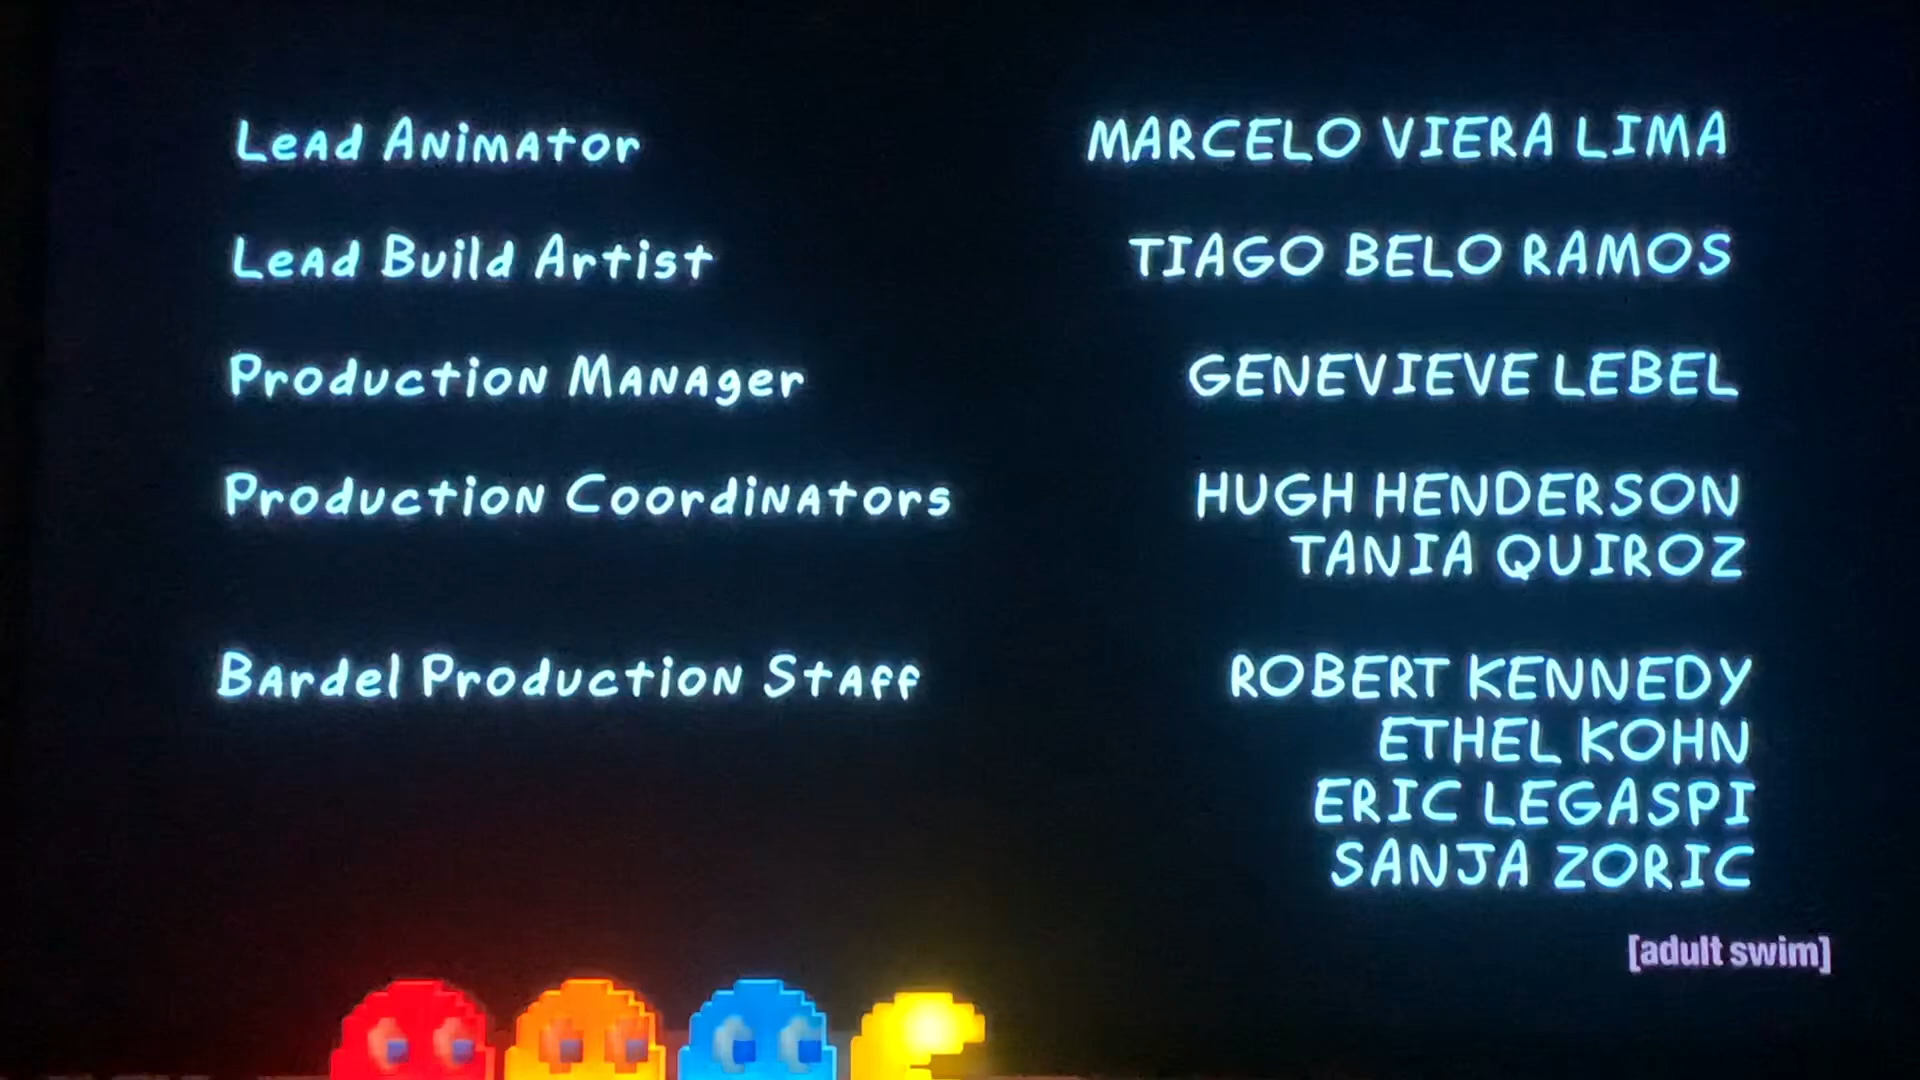 Lead Animator MARCELO VIERA LIMA
Lead Build Artist TIAGO BELO RAMOS
Production Manager GENEVIEVE LEBEL
Production Coordinators HUGH HENDERSON
TANIA QUIROZ
Bardel Production Staff ROBERT KENNEDY
ETHEL KOHN
ERIC LEGASPI
SANJA ZORIC
[adult swim]